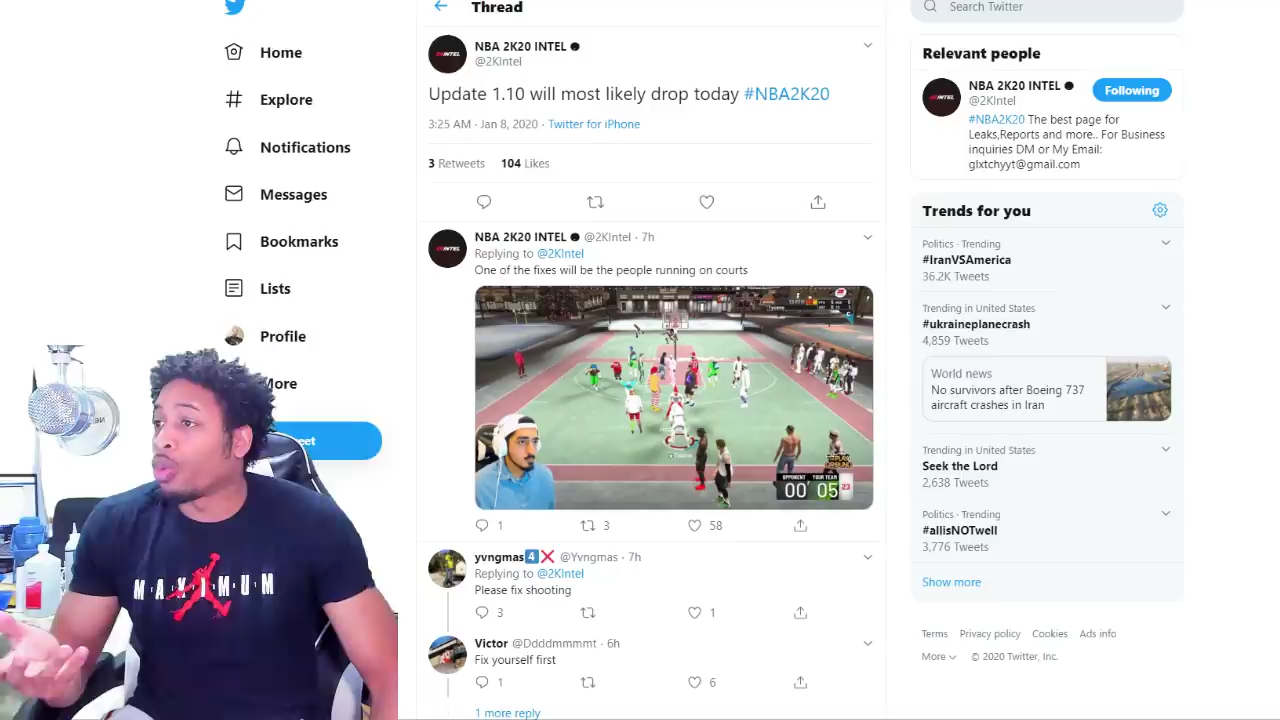 Home
Explore
Notifications
Messages
Bookmarks
Lists
Profile
More
eet
MAXIMUM
Thread
NBA 2K20 INTEL
@2KIntel
Update 1.10 will most likely drop today #NBA2K20
3:25 AM · Jan 8, 2020 · Twitter for iPhone
3 Retweets 104 Likes
NBA 2K20 INTEL @2KIntel · 7h
Replying to @2KIntel
One of the fixes will be the people running on courts
OPPONENT YOUR TEAM
00 05 23
1 3 58
yvngmas4❌ @Yvngmas · 7h
Replying to @2KIntel
Please fix shooting
3 1
Victor @Ddddmmmmt · 6h
Fix yourself first
1 6
1 more reply
Search Twitter
Relevant people
NBA 2K20 INTEL
@2KIntel
Following
#NBA2K20 The best page for
Leaks,Reports and more.. For Business
inquiries DM or My Email:
glxtchyyt@gmail.com
Trends for you
Politics · Trending
#IranVSAmerica
36.2K Tweets
Trending in United States
#ukraineplanecrash
4,859 Tweets
World news
No survivors after Boeing 737
aircraft crashes in Iran
Trending in United States
Seek the Lord
2,638 Tweets
Politics · Trending
#allisNOTwell
3,776 Tweets
Show more
Terms Privacy policy Cookies Ads info
More © 2020 Twitter, Inc.